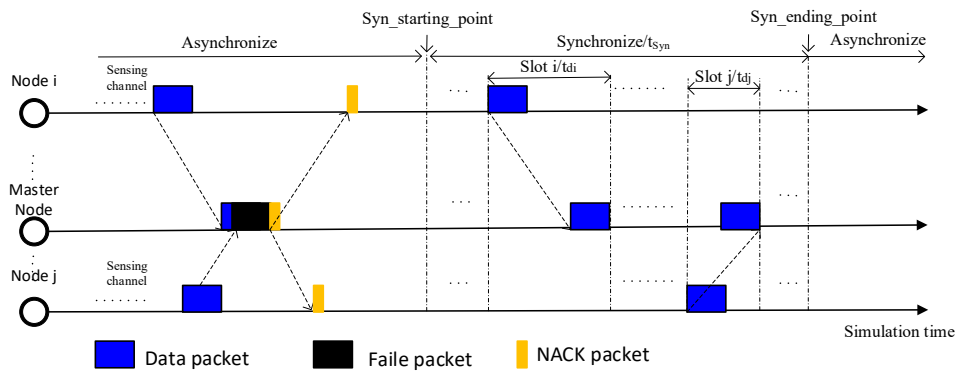 Syn_starting_point
Syn_ending_point
Asynchronize
Synchronize/tSyn
Asynchronize
Node i
Sensing
channel
Slot i/tdi
Slot j/tdj
Master
Node
Node j
Sensing
channel
Simulation time
Data packet
Faile packet
NACK packet